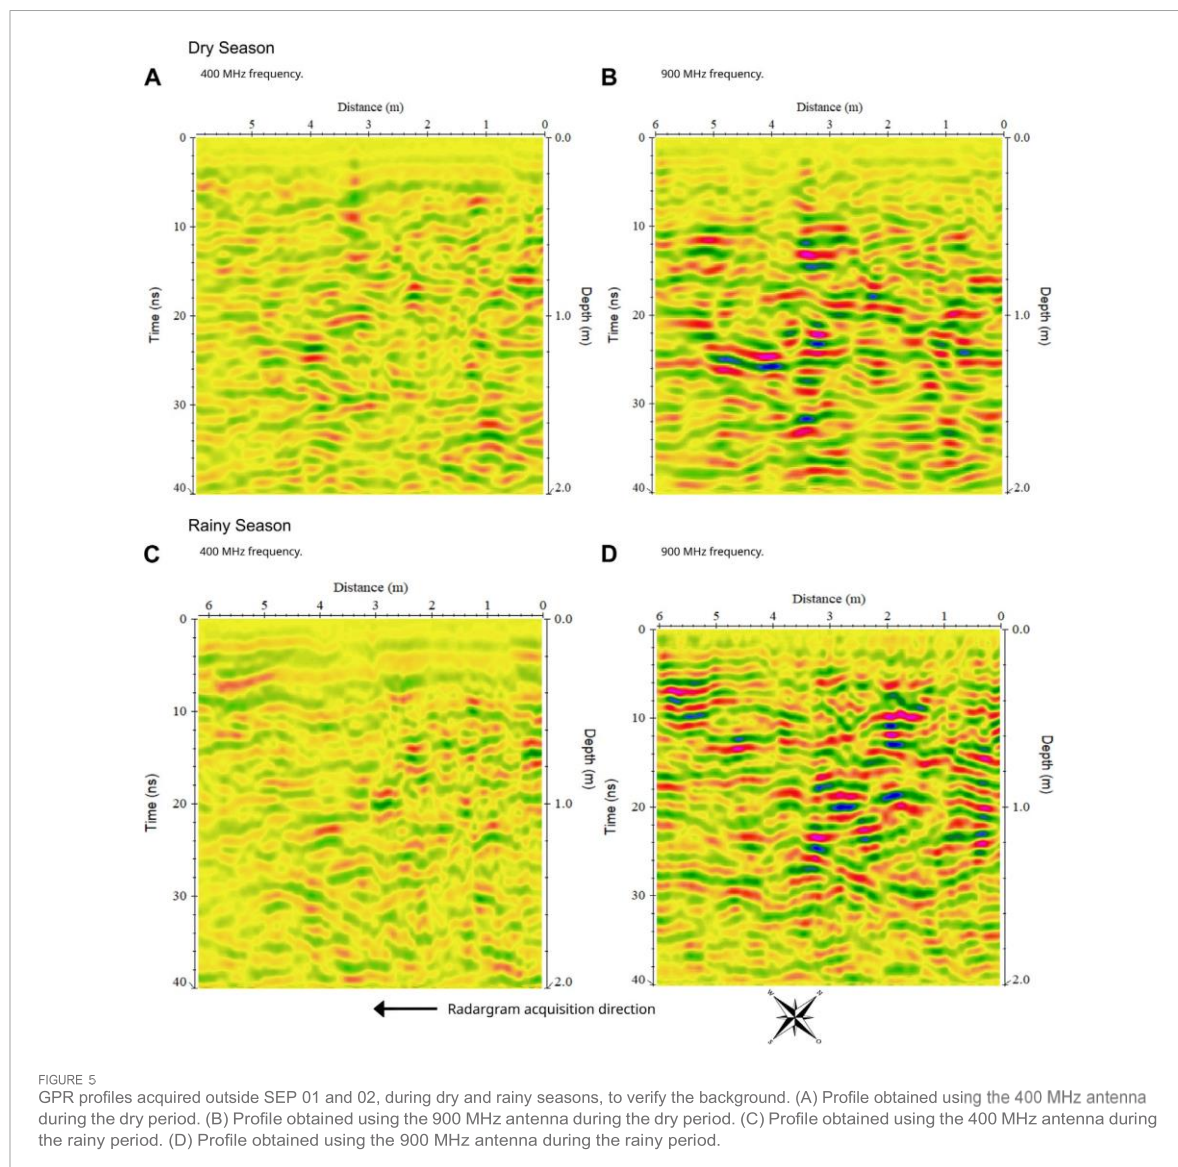 Dry Season
A
400 MHz frequency.
Distance (m)
5 4 3 2 1 0
0 10 20 30 40
Time (ns)
0.0 1.0 2.0
Depth (m)
B
900 MHz frequency.
Distance (m)
6 5 4 3 2 1 0
0 10 20 30 40
Time (ns)
0.0 1.0 2.0
Depth (m)
Rainy Season
C
400 MHz frequency.
Distance (m)
6 5 4 3 2 1 0
0 10 20 30 40
Time (ns)
0.0 1.0 2.0
Depth (m)
D
900 MHz frequency.
Distance (m)
6 5 4 3 2 1 0
0 10 20 30 40
Time (ns)
0.0 1.0 2.0
Depth (m)
Radargram acquisition direction
W N
S O
FIGURE 5
GPR profiles acquired outside SEP 01 and 02, during dry and rainy seasons, to verify the background. (A) Profile obtained using the 400 MHz antenna
during the dry period. (B) Profile obtained using the 900 MHz antenna during the dry period. (C) Profile obtained using the 400 MHz antenna during
the rainy period. (D) Profile obtained using the 900 MHz antenna during the rainy period.